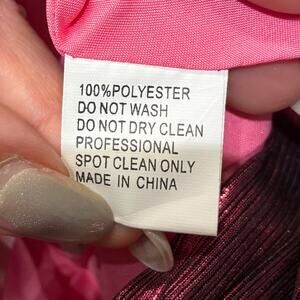 100%POLYESTER
DO NOT WASH
DO NOT DRY CLEAN
PROFESSIONAL
SPOT CLEAN ONLY
MADE IN CHINA